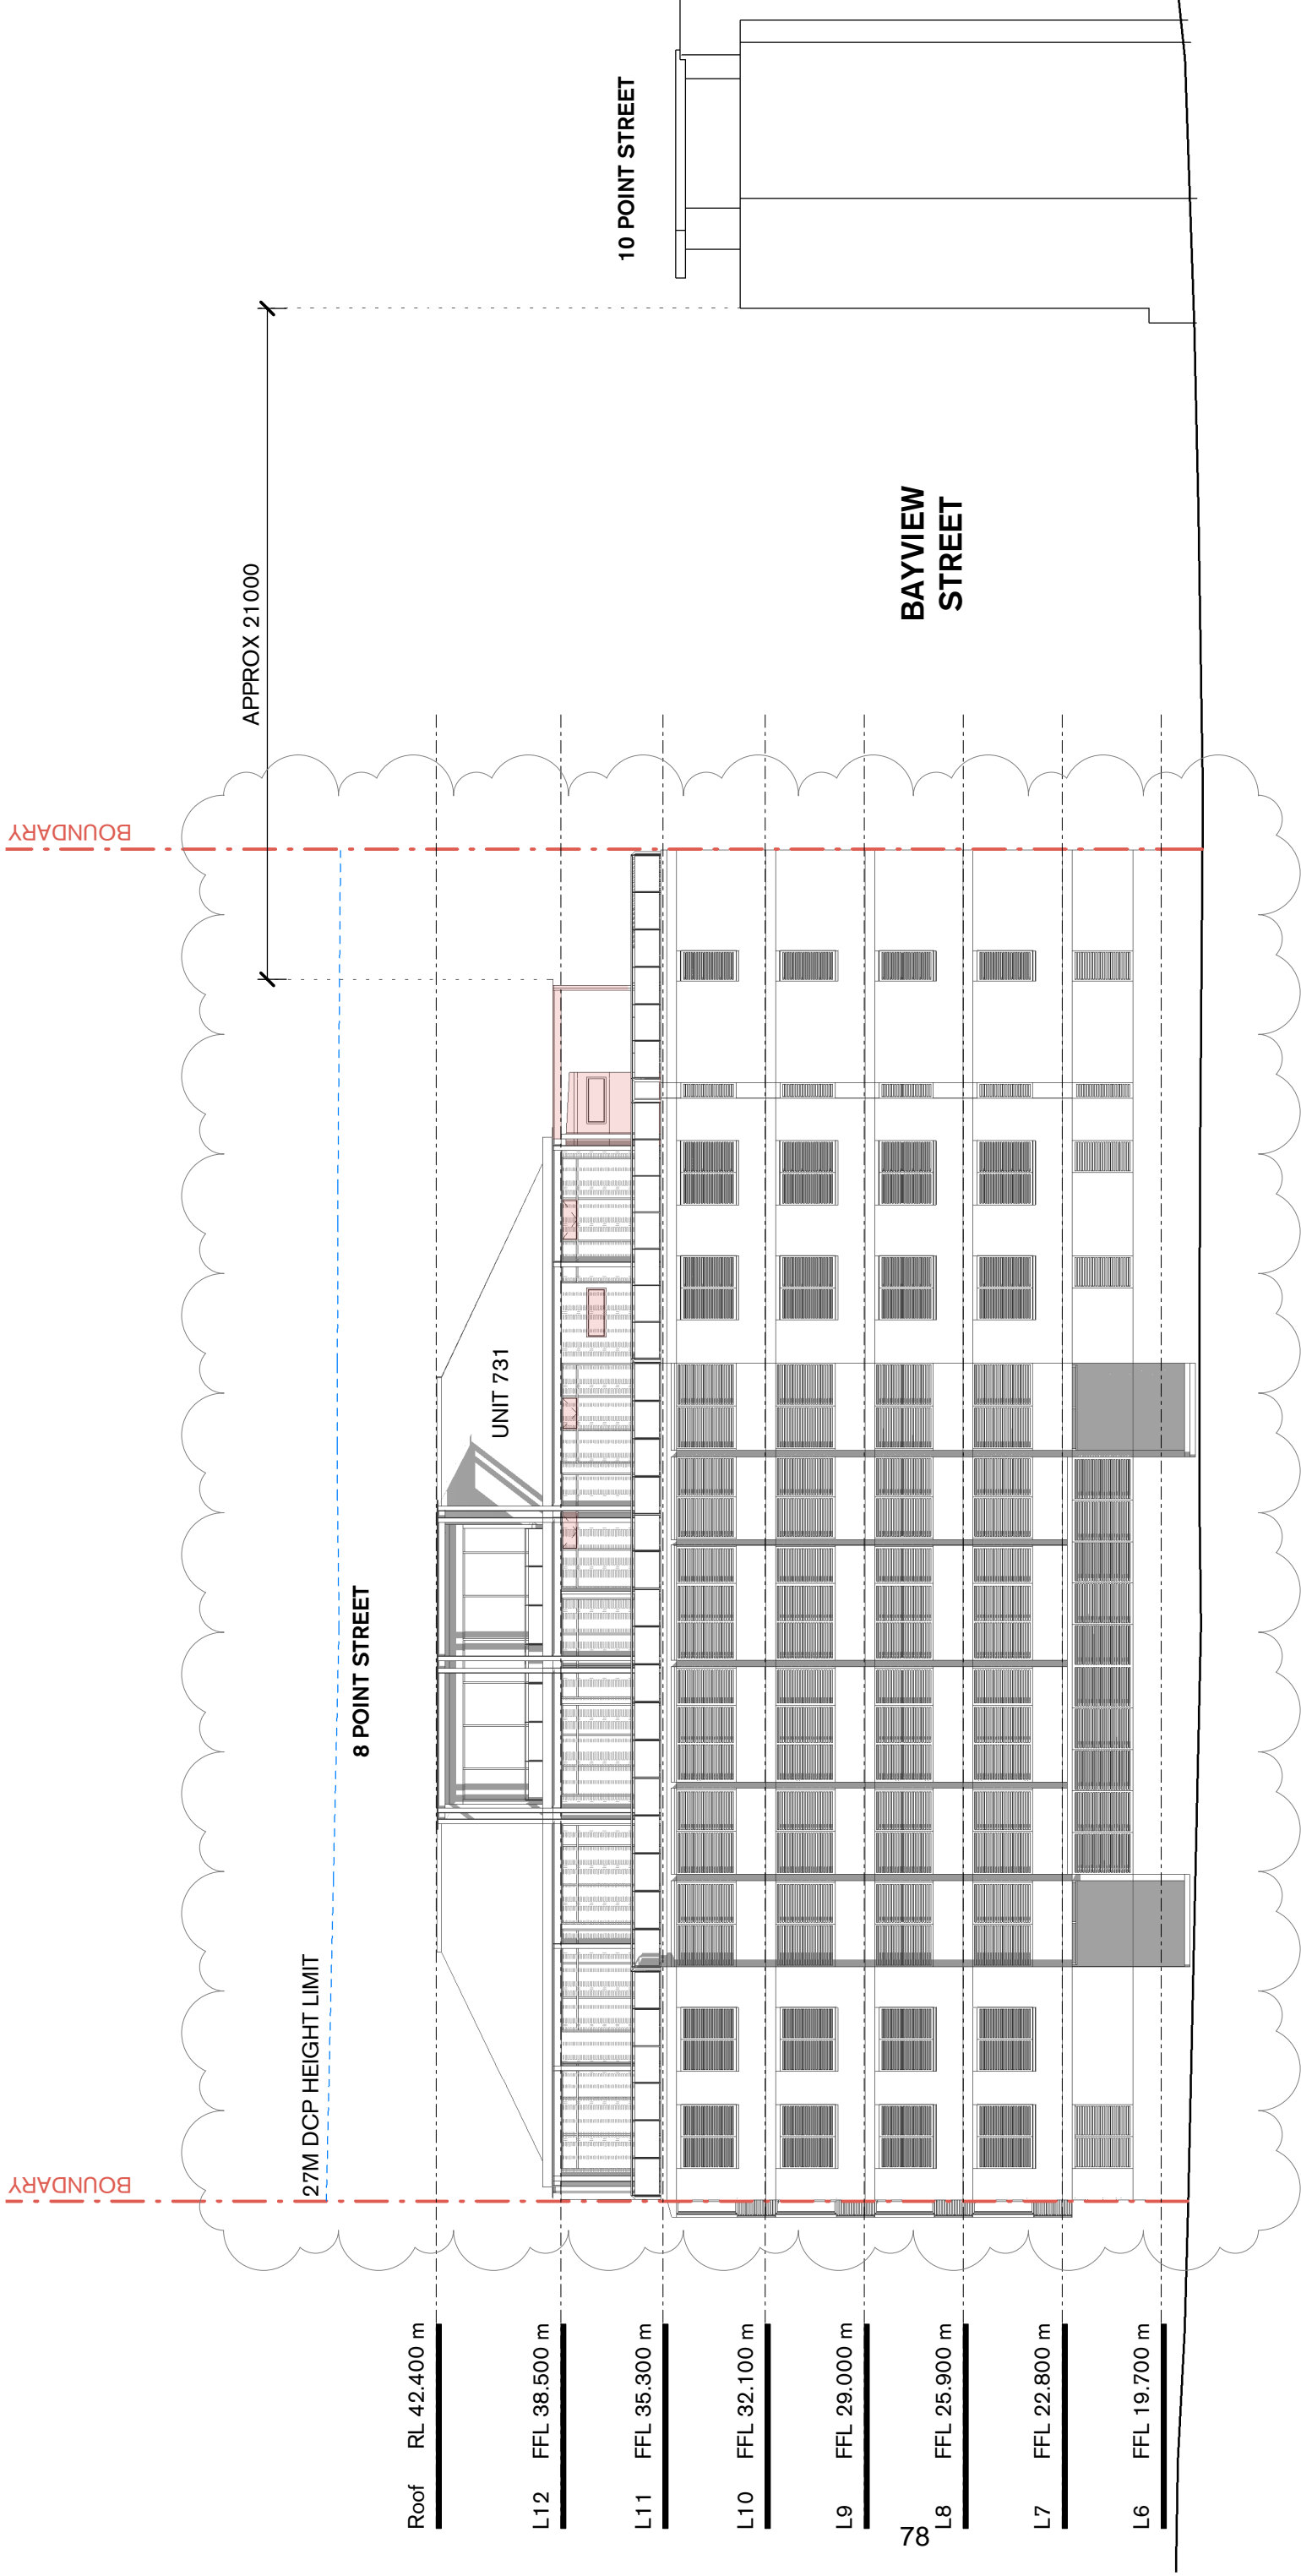 BOUNDARY
BOUNDARY
27M DCP HEIGHT LIMIT
8 POINT STREET
UNIT 731
APPROX 21000
10 POINT STREET
BAYVIEW
STREET
Roof RL 42.400 m
L12 FFL 38.500 m
L11 FFL 35.300 m
L10 FFL 32.100 m
L9 FFL 29.000 m
L8 FFL 25.900 m
L7 FFL 22.800 m
L6 FFL 19.700 m
78